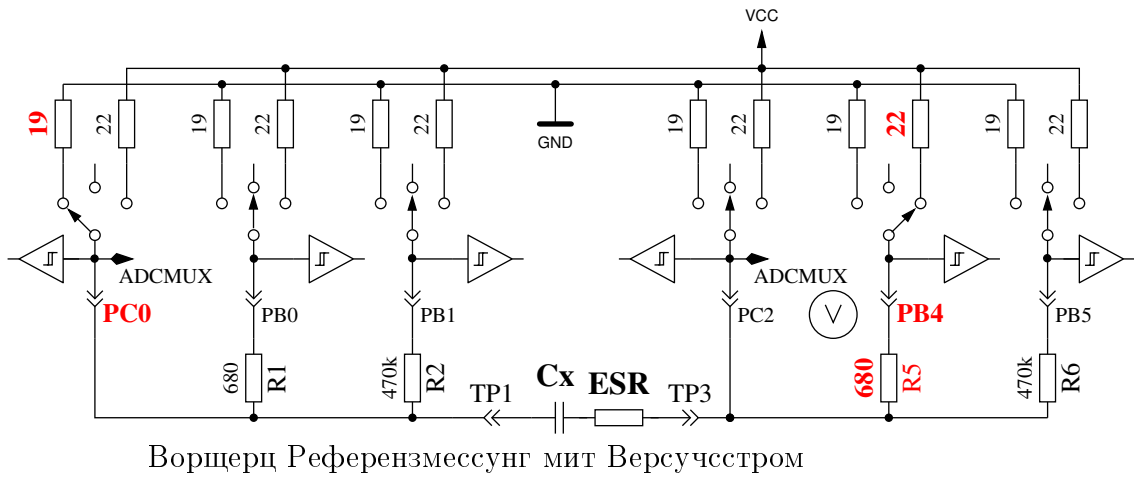 VCC
19 22 19 22 19 22 19 22 19 22 19 22
GND
ADCMUX ADCMUX
PC0 PB0 PB1 PC2 V PB4 PB5
680 R1 470k R2 680 R5 470k R6
TP1 Cx ESR TP3
Ворщерц Референзмессунг мит Версучсстром